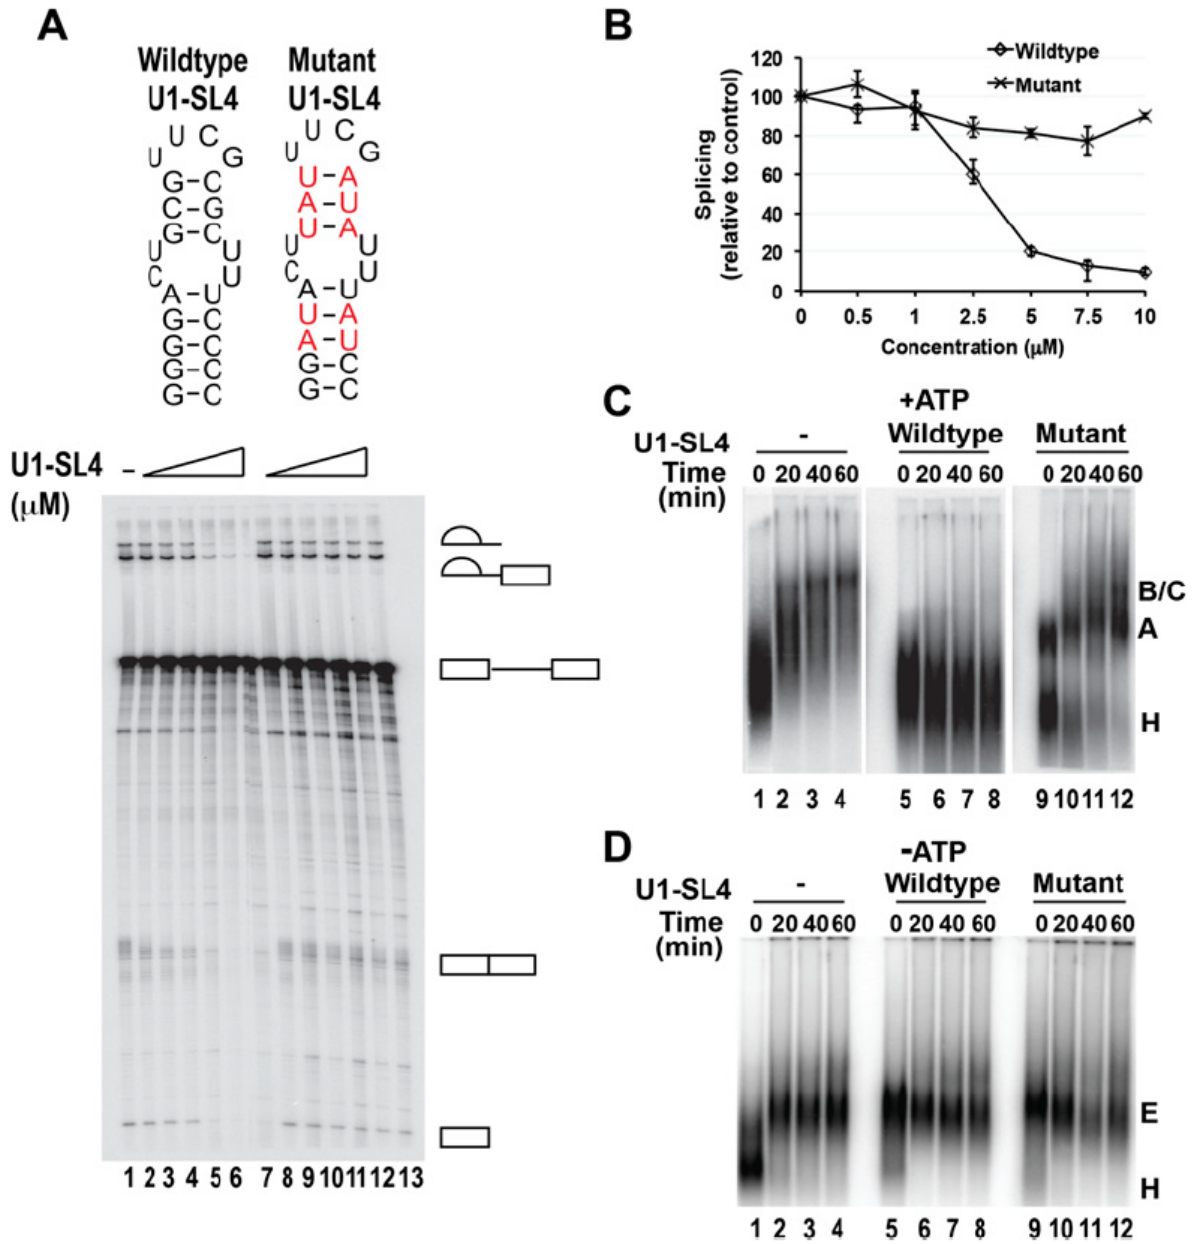 A
Wildtype Mutant
U1-SL4 U1-SL4
U C U C
U G U G
G-C U-A
C-G A-U
G-C U-A
U U U U
C U C U
A-U A-U
G-C U-A
G-C A-U
G-C G-C
G-C G-C
U1-SL4 –
(μM)
1 2 3 4 5 6 7 8 9 10 11 12 13
B
Wildtype
Mutant
Splicing
(relative to control)
120
100
80
60
40
20
0
0 0.5 1 2.5 5 7.5 10
Concentration (μM)
C
+ATP
U1-SL4 - Wildtype Mutant
Time 0 20 40 60 0 20 40 60 0 20 40 60
(min)
B/C
A
H
1 2 3 4 5 6 7 8 9 10 11 12
D
-ATP
U1-SL4 - Wildtype Mutant
Time 0 20 40 60 0 20 40 60 0 20 40 60
(min)
E
H
1 2 3 4 5 6 7 8 9 10 11 12